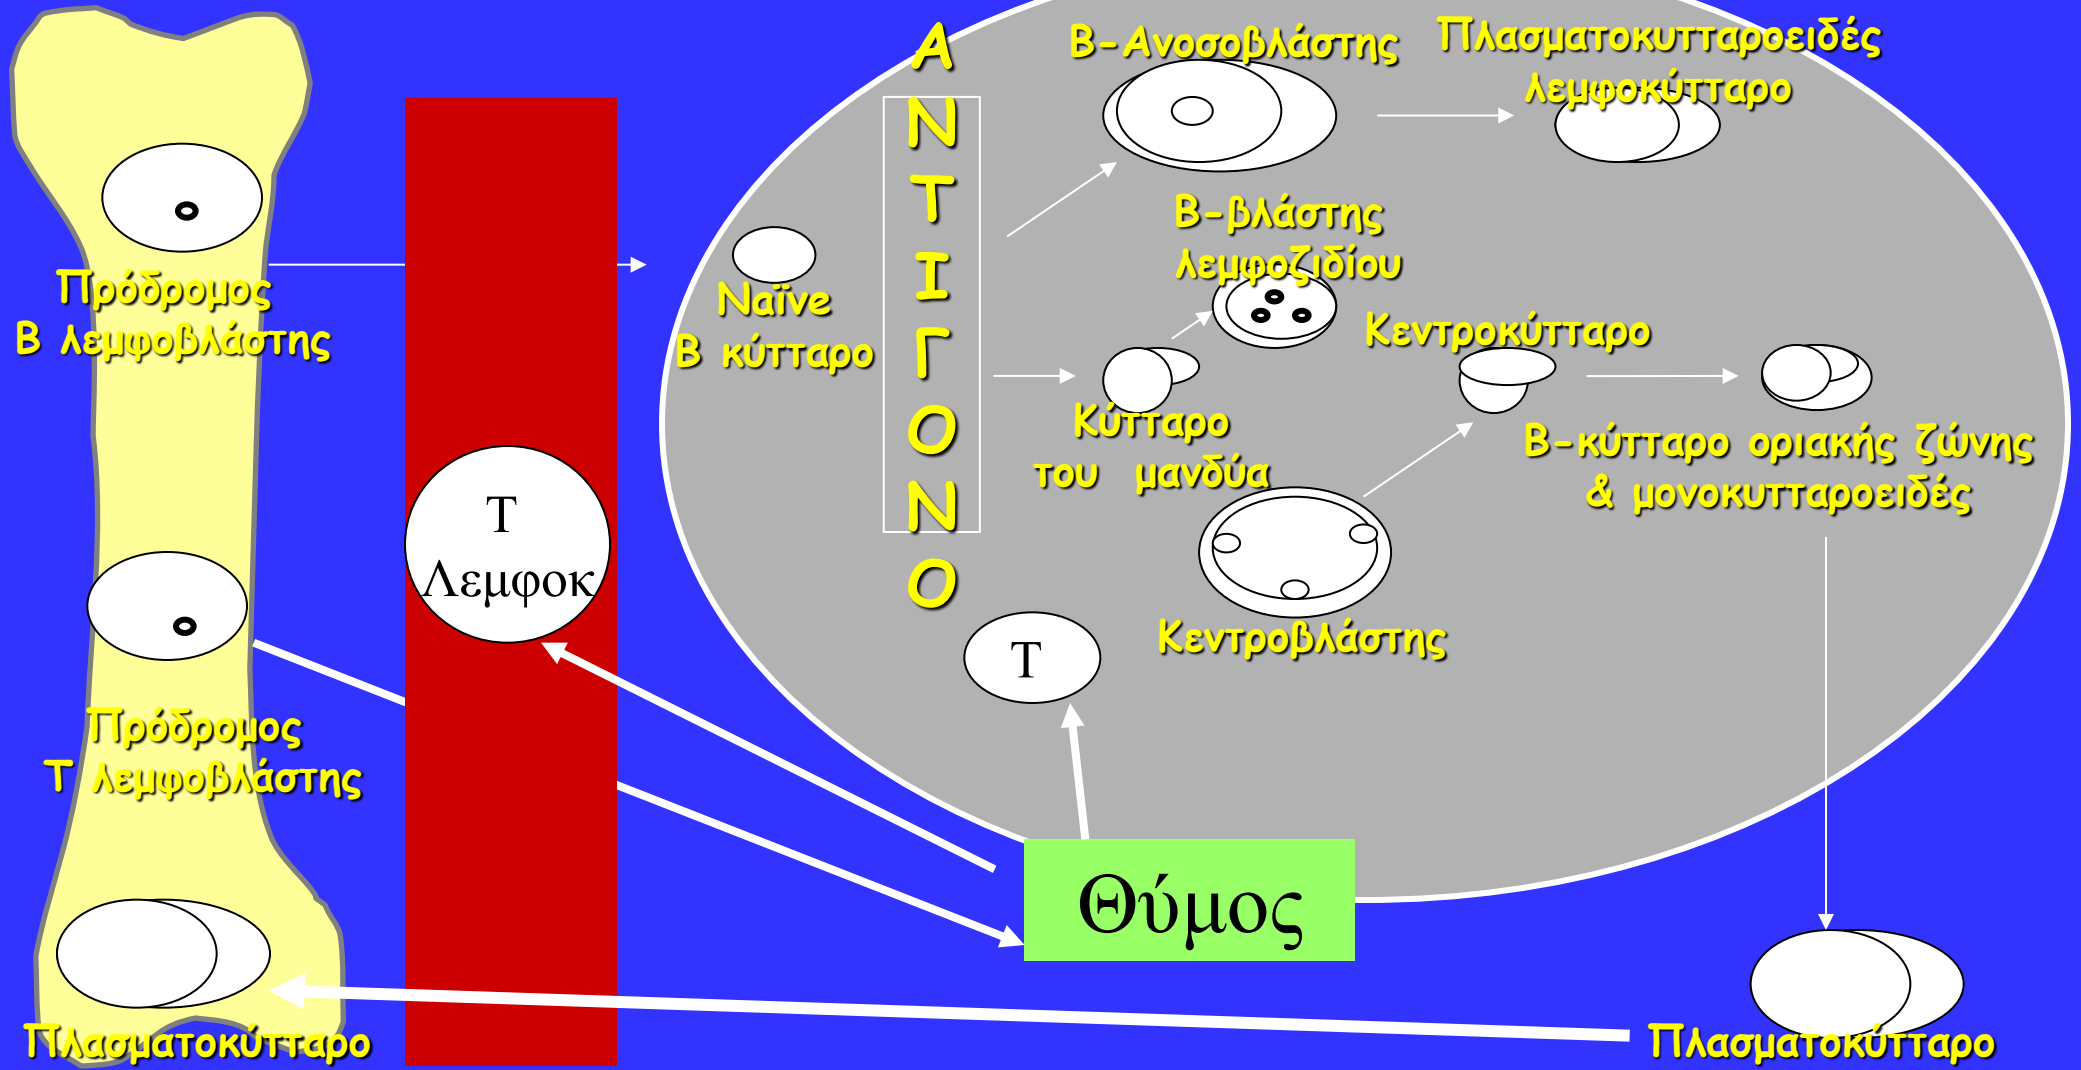 Πρόδρομος
Β λεμφοβλάστης
Πρόδρομος
Τ λεμφοβλάστης
Πλασματοκύτταρο
Τ
Λεμφοκ
Naïve
Β κύτταρο
Α
Ν
Τ
Ι
Γ
Ο
Ν
Ο
Β-Ανοσοβλάστης
Πλασματοκυτταροειδές
λεμφοκύτταρο
Β-βλάστης
λεμφοζιδίου
Κύτταρο
του μανδύα
Κεντροκύτταρο
Β-κύτταρο οριακής ζώνης
& μονοκυτταροειδές
Κεντροβλάστης
Τ
Θύμος
Πλασματοκύτταρο